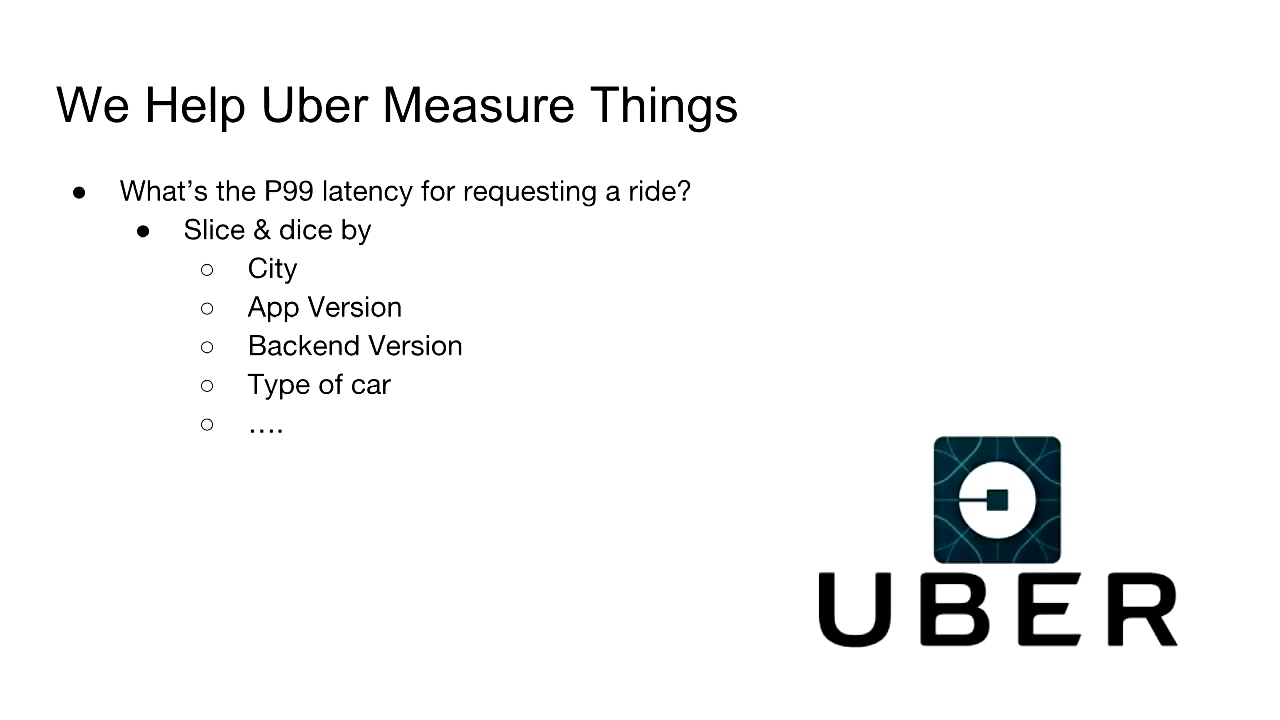 We Help Uber Measure Things
● What’s the P99 latency for requesting a ride?
● Slice & dice by
○ City
○ App Version
○ Backend Version
○ Type of car
○ ….
UBER